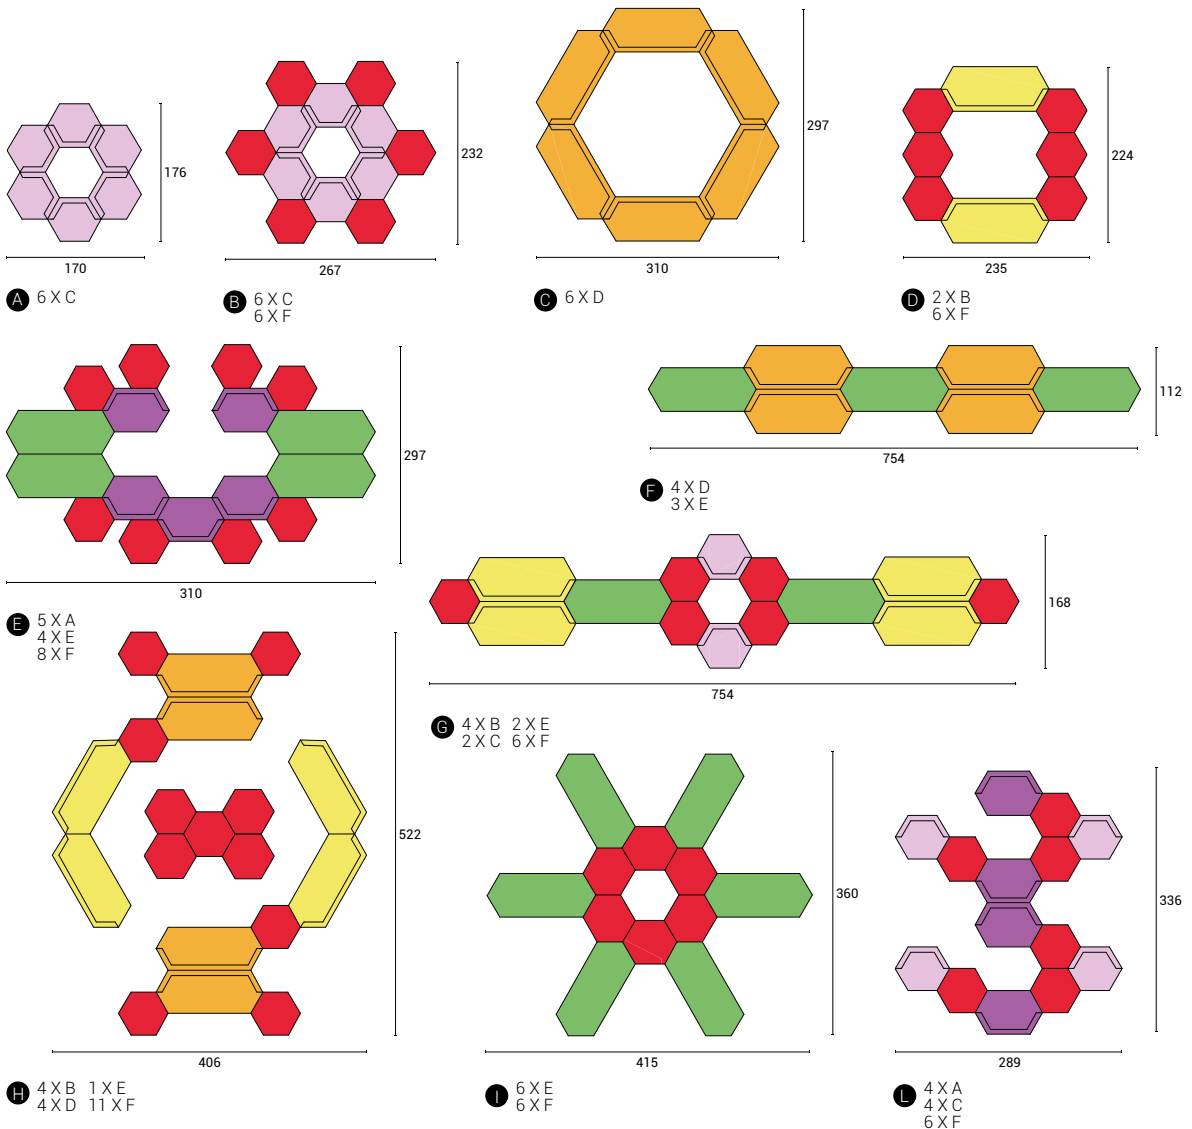 176
170
A 6 X C
232
267
B 6 X C
6 X F
297
310
C 6 X D
224
235
D 2 X B
6 X F
297
310
E 5 X A
4 X E
8 X F
112
754
F 4 X D
3 X E
168
754
G 4 X B 2 X E
2 X C 6 X F
522
406
H 4 X B 1 X E
4 X D 11 X F
360
415
I 6 X E
6 X F
336
289
L 4 X A
4 X C
6 X F